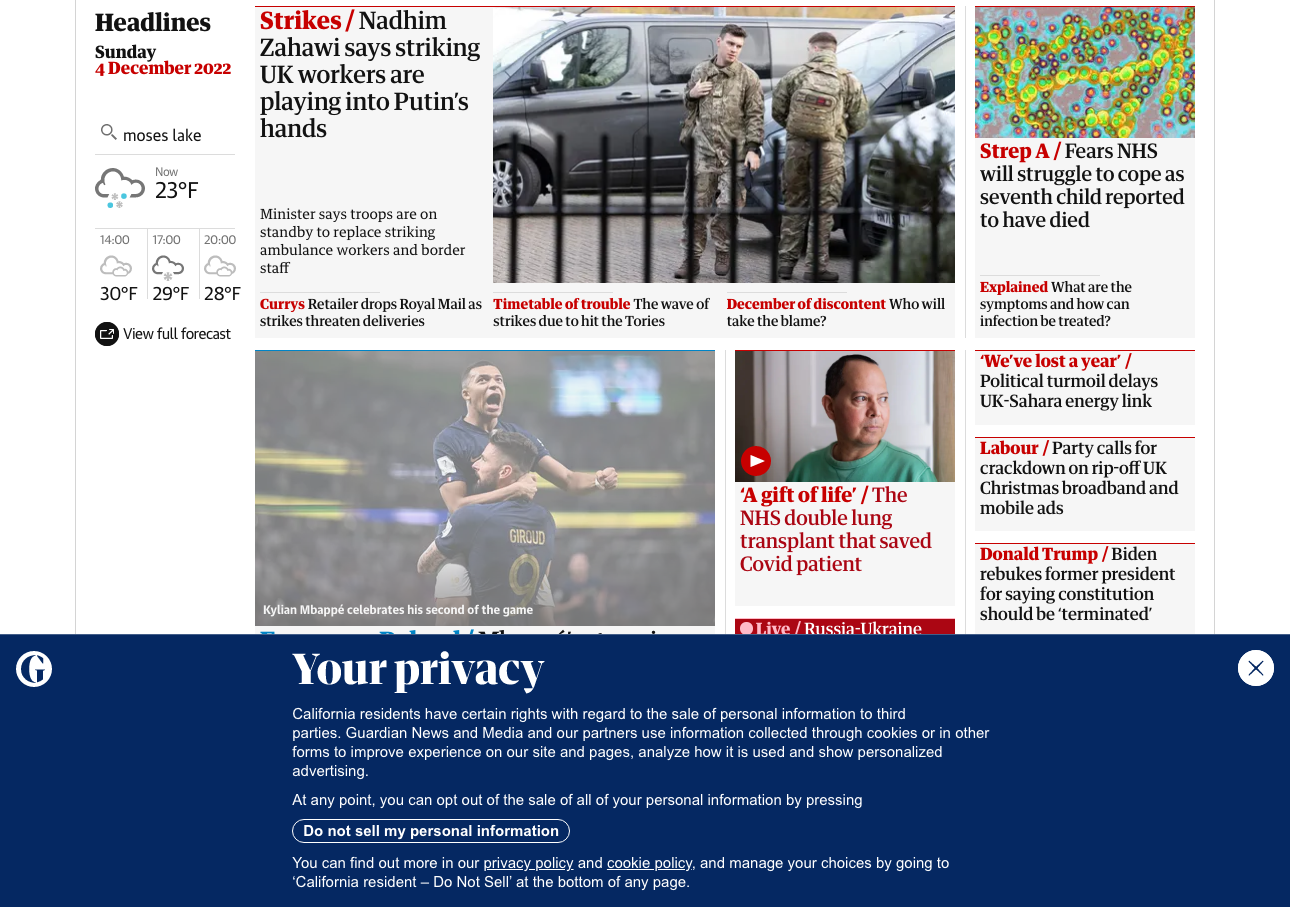 Headlines
Sunday
4 December 2022
moses lake
Now
23°F
14:00
17:00
20:00
30°F
29°F
28°F
View full forecast
Strikes / Nadhim
Zahawi says striking
UK workers are
playing into Putin's
hands
Minister says troops are on
standby to replace striking
ambulance workers and border
staff
Currys Retailer drops Royal Mail as
strikes threaten deliveries
Timetable of trouble The wave of
strikes due to hit the Tories
December of discontent Who will
take the blame?
Strep A / Fears NHS
will struggle to cope as
seventh child reported
to have died
Explained What are the
symptoms and how can
infection be treated?
GIROUD
9
Kylian Mbappé celebrates his second of the game
'A gift of life' / The
NHS double lung
transplant that saved
Covid patient
Live / Russia-Ukraine
'We've lost a year' /
Political turmoil delays
UK-Sahara energy link
Labour / Party calls for
crackdown on rip-off UK
Christmas broadband and
mobile ads
Donald Trump / Biden
rebukes former president
for saying constitution
should be 'terminated'
Your privacy
California residents have certain rights with regard to the sale of personal information to third
parties. Guardian News and Media and our partners use information collected through cookies or in other
forms to improve experience on our site and pages, analyze how it is used and show personalized
advertising.
At any point, you can opt out of the sale of all of your personal information by pressing
Do not sell my personal information
You can find out more in our privacy policy and cookie policy, and manage your choices by going to
'California resident – Do Not Sell' at the bottom of any page.